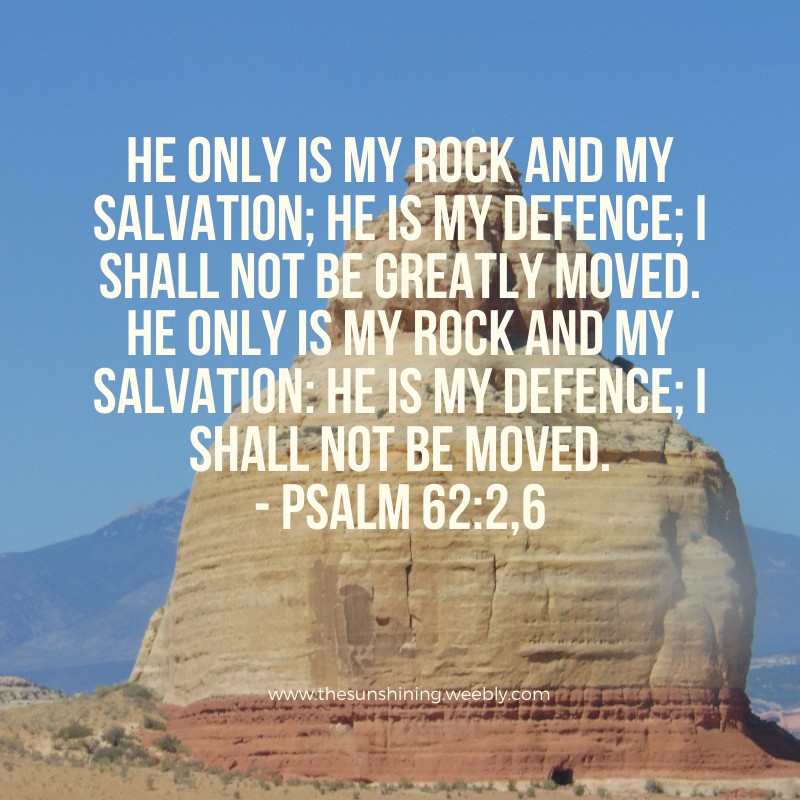 HE ONLY IS MY ROCK AND MY
SALVATION; HE IS MY DEFENCE; I
SHALL NOT BE GREATLY MOVED.
HE ONLY IS MY ROCK AND MY
SALVATION: HE IS MY DEFENCE; I
SHALL NOT BE MOVED.
- PSALM 62:2,6
www.thesunshining.weebly.com